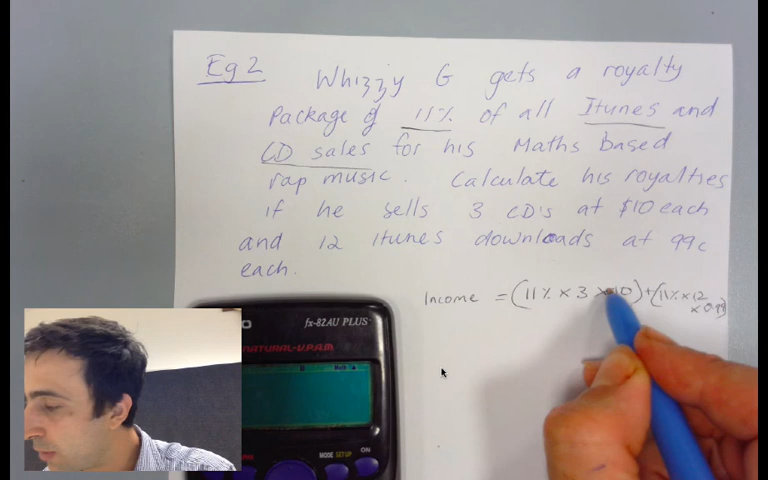 Eg 2 Whizzy G gets a royalty
Package of 11% of all Itunes and
CD sales for his Maths Based
rap music. Calculate his royalties
if he sells 3 CD's at $10 each
and 12 itunes downloads at 99c
each.
Income = (11% × 3 × 10) + (11% × 12
× 0.99)
fx-82AU PLUS
NATURAL-V.P.A.M.
MODE SETUP ON